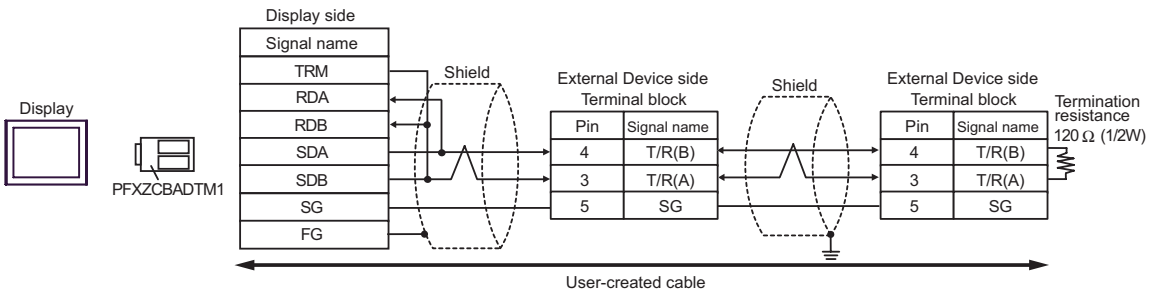 Display side
Signal name
TRM
RDA
RDB
SDA
SDB
SG
FG
Display
PFXZCBADTM1
Shield
External Device side
Terminal block
Pin Signal name
4 T/R(B)
3 T/R(A)
5 SG
Shield
External Device side
Terminal block
Pin Signal name
4 T/R(B)
3 T/R(A)
5 SG
Termination
resistance
120 Ω (1/2W)
User-created cable